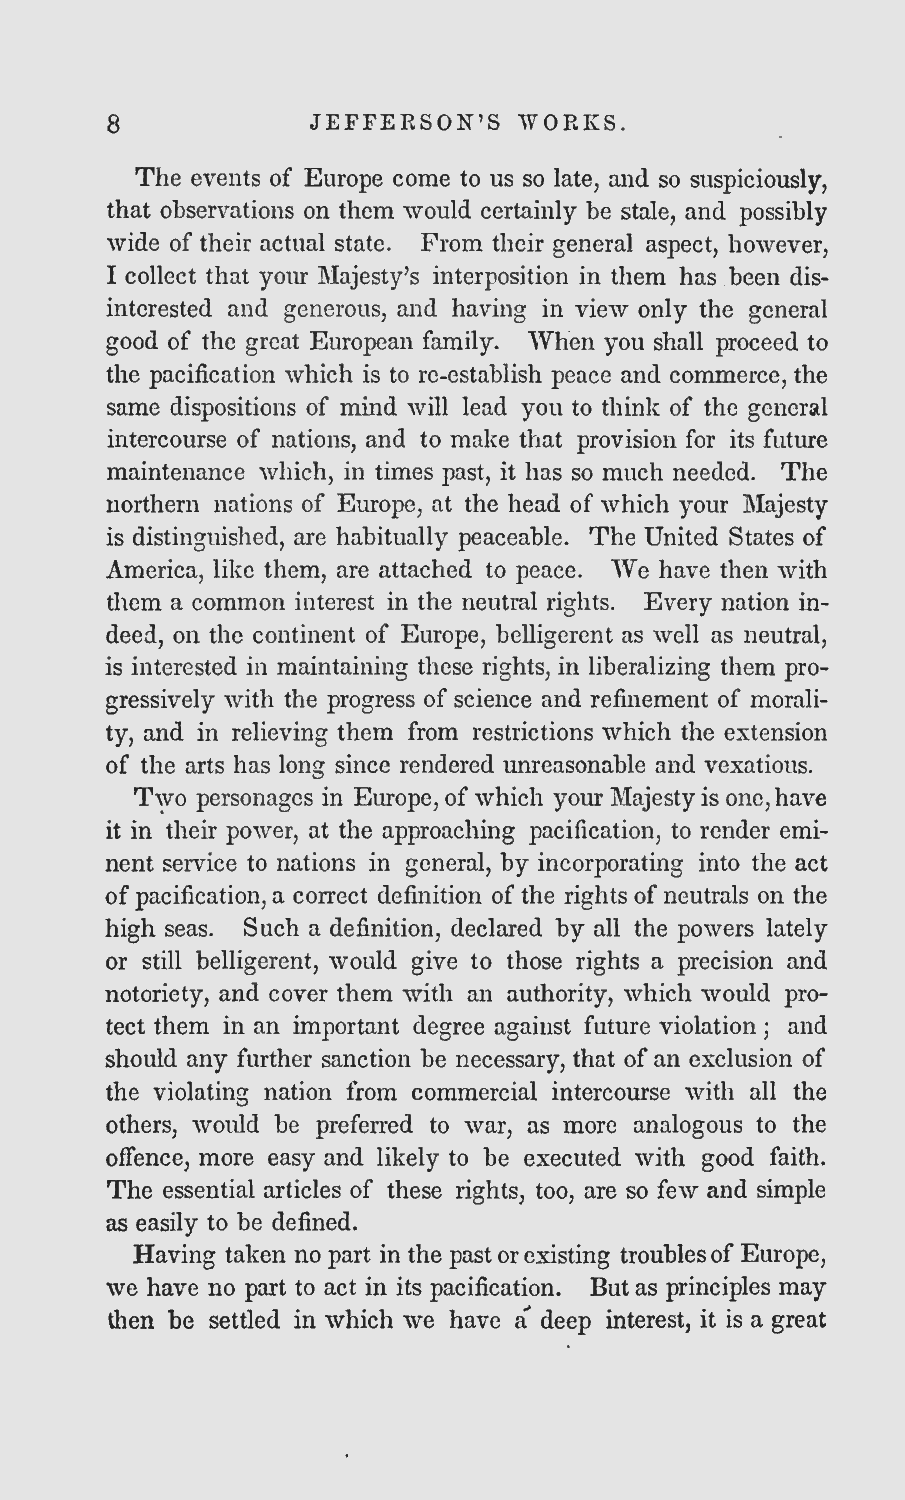 8 JEFFERSON'S WORKS.
The events of Europe come to us so late, and so suspiciously,
that observations on them would certainly be stale, and possibly
wide of their actual state. From their general aspect, however,
I collect that your Majesty's interposition in them has been dis-
interested and generous, and having in view only the general
good of the great European family. When you shall proceed to
the pacification which is to re-establish peace and commerce, the
same dispositions of mind will lead you to think of the general
intercourse of nations, and to make that provision for its future
maintenance which, in times past, it has so much needed. The
northern nations of Europe, at the head of which your Majesty
is distinguished, are habitually peaceable. The United States of
America, like them, are attached to peace. We have then with
them a common interest in the neutral rights. Every nation in-
deed, on the continent of Europe, belligerent as well as neutral,
is interested in maintaining these rights, in liberalizing them pro-
gressively with the progress of science and refinement of morali-
ty, and in relieving them from restrictions which the extension
of the arts has long since rendered unreasonable and vexatious.
Two personages in Europe, of which your Majesty is one, have
it in their power, at the approaching pacification, to render emi-
nent service to nations in general, by incorporating into the act
of pacification, a correct definition of the rights of neutrals on the
high seas. Such a definition, declared by all the powers lately
or still belligerent, would give to those rights a precision and
notoriety, and cover them with an authority, which would pro-
tect them in an important degree against future violation ; and
should any further sanction be necessary, that of an exclusion of
the violating nation from commercial intercourse with all the
others, would be preferred to war, as more analogous to the
offence, more easy and likely to be executed with good faith.
The essential articles of these rights, too, are so few and simple
as easily to be defined.
Having taken no part in the past or existing troubles of Europe,
we have no part to act in its pacification. But as principles may
then be settled in which we have a deep interest, it is a great